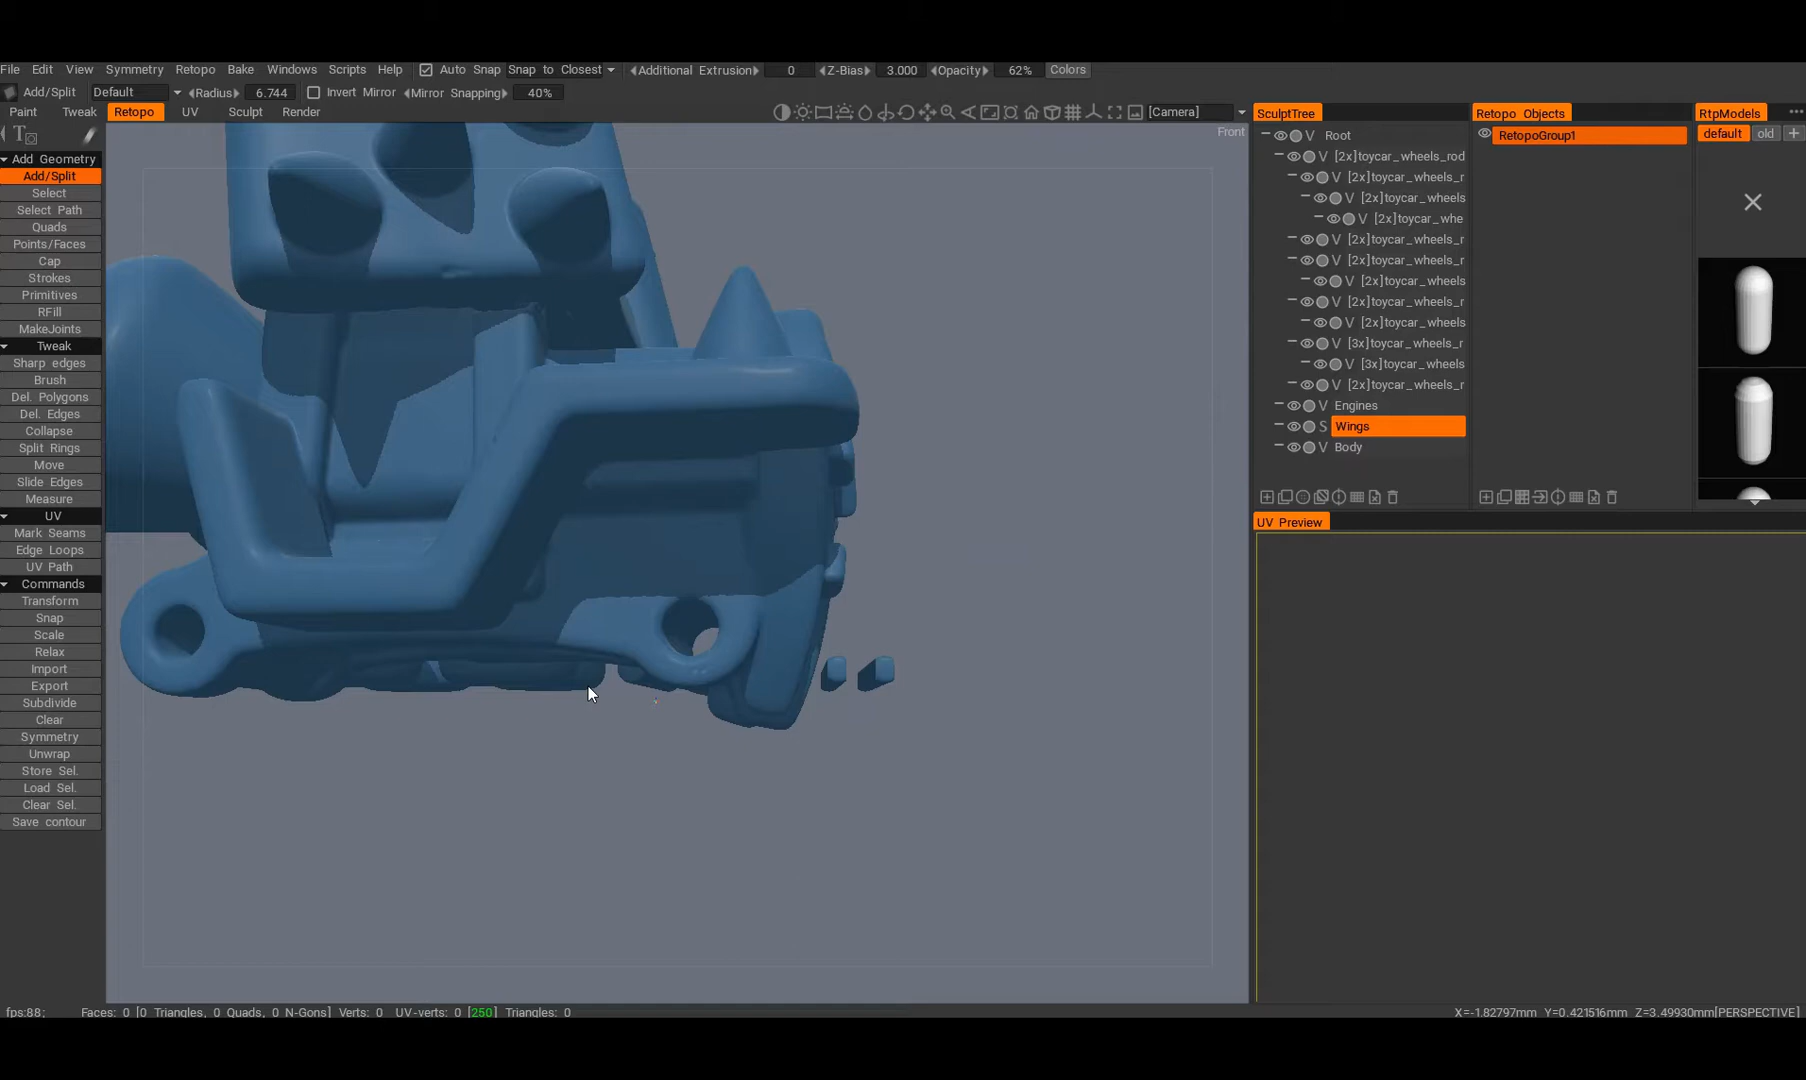 File Edit View Symmetry Retopo Bake Windows Scripts Help Auto Snap Snap to Closest Additional Extrusion 0 Z-Bias 3.000 Opacity 62% Colors
Add/Split Default Radius 6.744 Invert Mirror Mirror Snapping 40%
Paint Tweak Retopo UV Sculpt Render [Camera]
Front
Add Geometry
Add/Split
Select
Select Path
Quads
Points/Faces
Cap
Strokes
Primitives
RFill
MakeJoints
Tweak
Sharp edges
Brush
Del. Polygons
Del. Edges
Collapse
Split Rings
Move
Slide Edges
Measure
UV
Mark Seams
Edge Loops
UV Path
Commands
Transform
Snap
Scale
Relax
Import
Export
Subdivide
Clear
Symmetry
Unwrap
Store Sel.
Load Sel.
Clear Sel.
Save contour
SculptTree
V Root
V [2x]toycar_wheels_rod
V [2x]toycar_wheels_r
V [2x]toycar_wheels
V [2x]toycar_whe
V [2x]toycar_wheels_r
V [2x]toycar_wheels_r
V [2x]toycar_wheels
V [2x]toycar_wheels_r
V [2x]toycar_wheels
V [3x]toycar_wheels_r
V [3x]toycar_wheels
V [2x]toycar_wheels_r
V Engines
S Wings
V Body
Retopo Objects
RetopoGroup1
RtpModels
default old
UV Preview
fps:88; Faces: 0 [0 Triangles, 0 Quads, 0 N-Gons] Verts: 0 UV-verts: 0 [250] Triangles: 0
X=-1.82797mm Y=0.421516mm Z=3.49930mm[PERSPECTIVE]